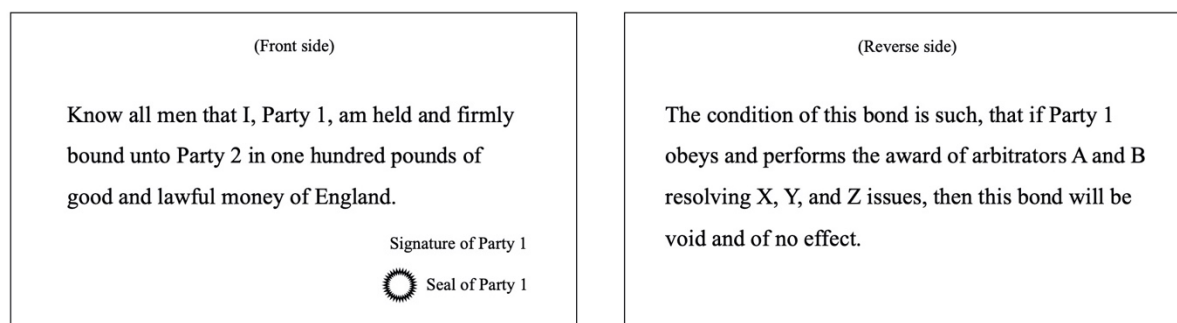 (Front side)
Know all men that I, Party 1, am held and firmly
bound unto Party 2 in one hundred pounds of
good and lawful money of England.
Signature of Party 1
Seal of Party 1
(Reverse side)
The condition of this bond is such, that if Party 1
obeys and performs the award of arbitrators A and B
resolving X, Y, and Z issues, then this bond will be
void and of no effect.